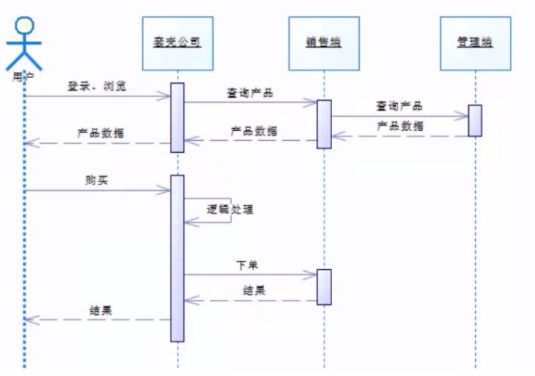 套壳公司
销售端
管理端
用户
登录、浏览
查询产品
查询产品
产品数据
产品数据
产品数据
购买
逻辑处理
下单
结果
结果